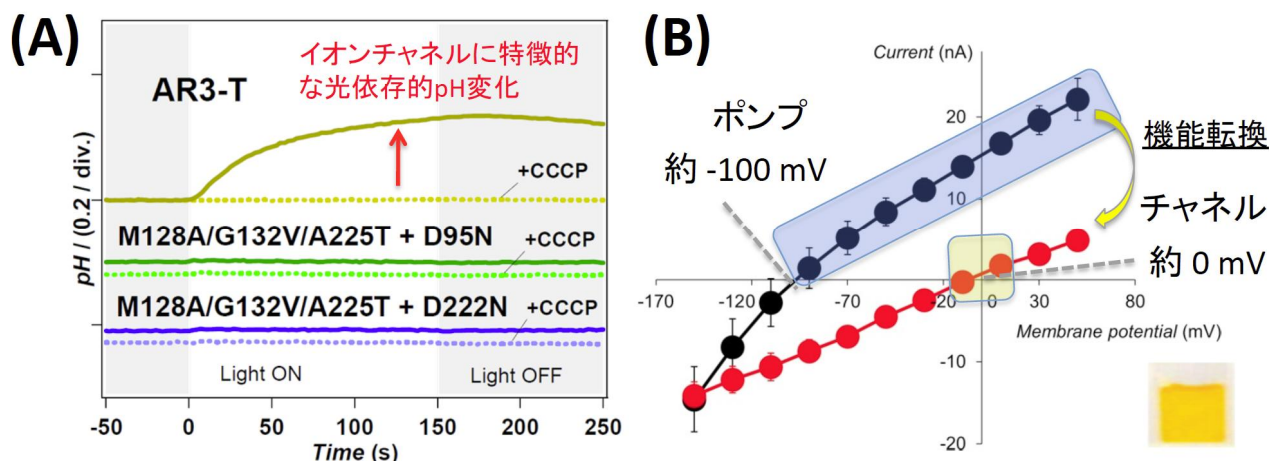 (A)
イオンチャネルに特徴的
な光依存的pH変化
AR3-T
+CCCP
M128A/G132V/A225T + D95N
+CCCP
M128A/G132V/A225T + D222N
+CCCP
Light ON
Light OFF
pH / (0.2 / div.)
-50 0 50 100 150 200 250
Time (s)
(B)
Current (nA)
20
10
-10
-20
ポンプ
約 -100 mV
機能転換
チャネル
約 0 mV
-170 -120 -70 -20 0 30 80
Membrane potential (mV)